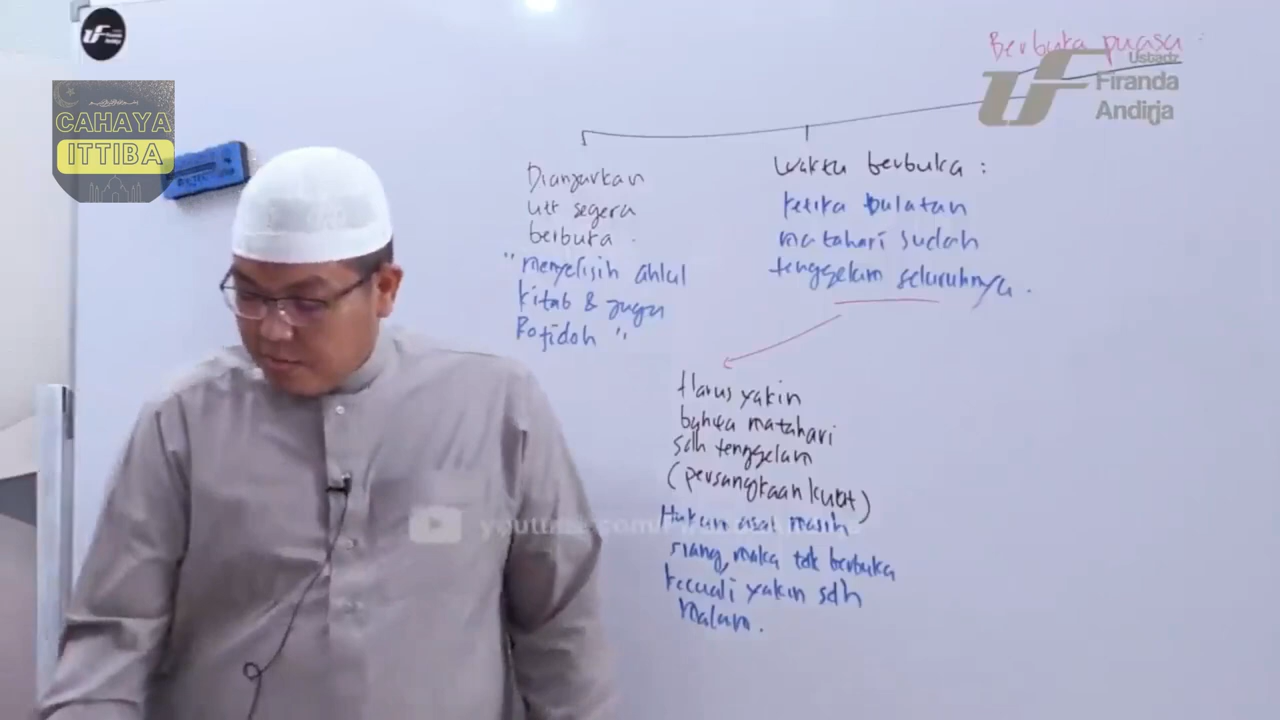 Berbuka puasa :
UF
Ustadz
Firanda
Andirja
CAHAYA
ITTIBA
Dianjurkan
utk segera
berbuka.
"menyelisih ahlul
kitab & juga
Rofidoh"
Waktu berbuka :
ketika bulatan
matahari sudah
tenggelam seluruhnya.
Harus yakin
bahwa matahari
sdh tenggelam
(persangkaan kuat)
Hukum asal masih
siang, maka tdk berbuka
kecuali yakin sdh
malam.